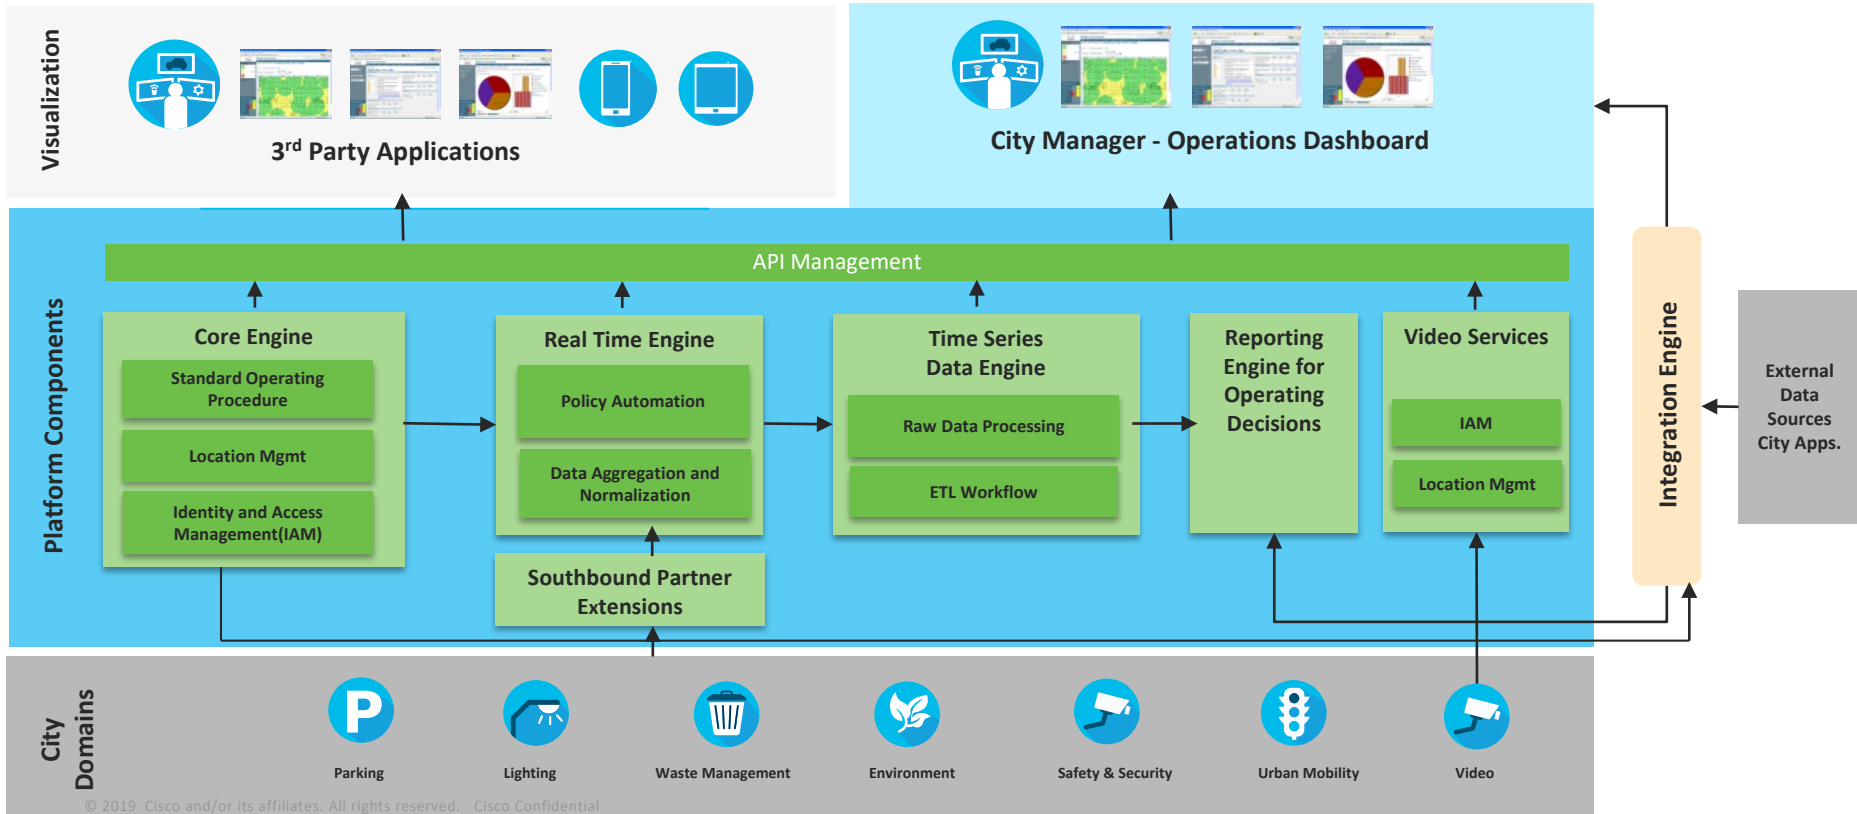 Visualization
3rd Party Applications
City Manager - Operations Dashboard
Platform Components
API Management
Core Engine
Standard Operating
Procedure
Location Mgmt
Identity and Access
Management(IAM)
Real Time Engine
Policy Automation
Data Aggregation and
Normalization
Southbound Partner
Extensions
Time Series
Data Engine
Raw Data Processing
ETL Workflow
Reporting
Engine for
Operating
Decisions
Video Services
IAM
Location Mgmt
Integration Engine
External
Data
Sources
City Apps.
City
Domains
P
Parking
Lighting
Waste Management
Environment
Safety & Security
Urban Mobility
Video
© 2019 Cisco and/or its affiliates. All rights reserved. Cisco Confidential